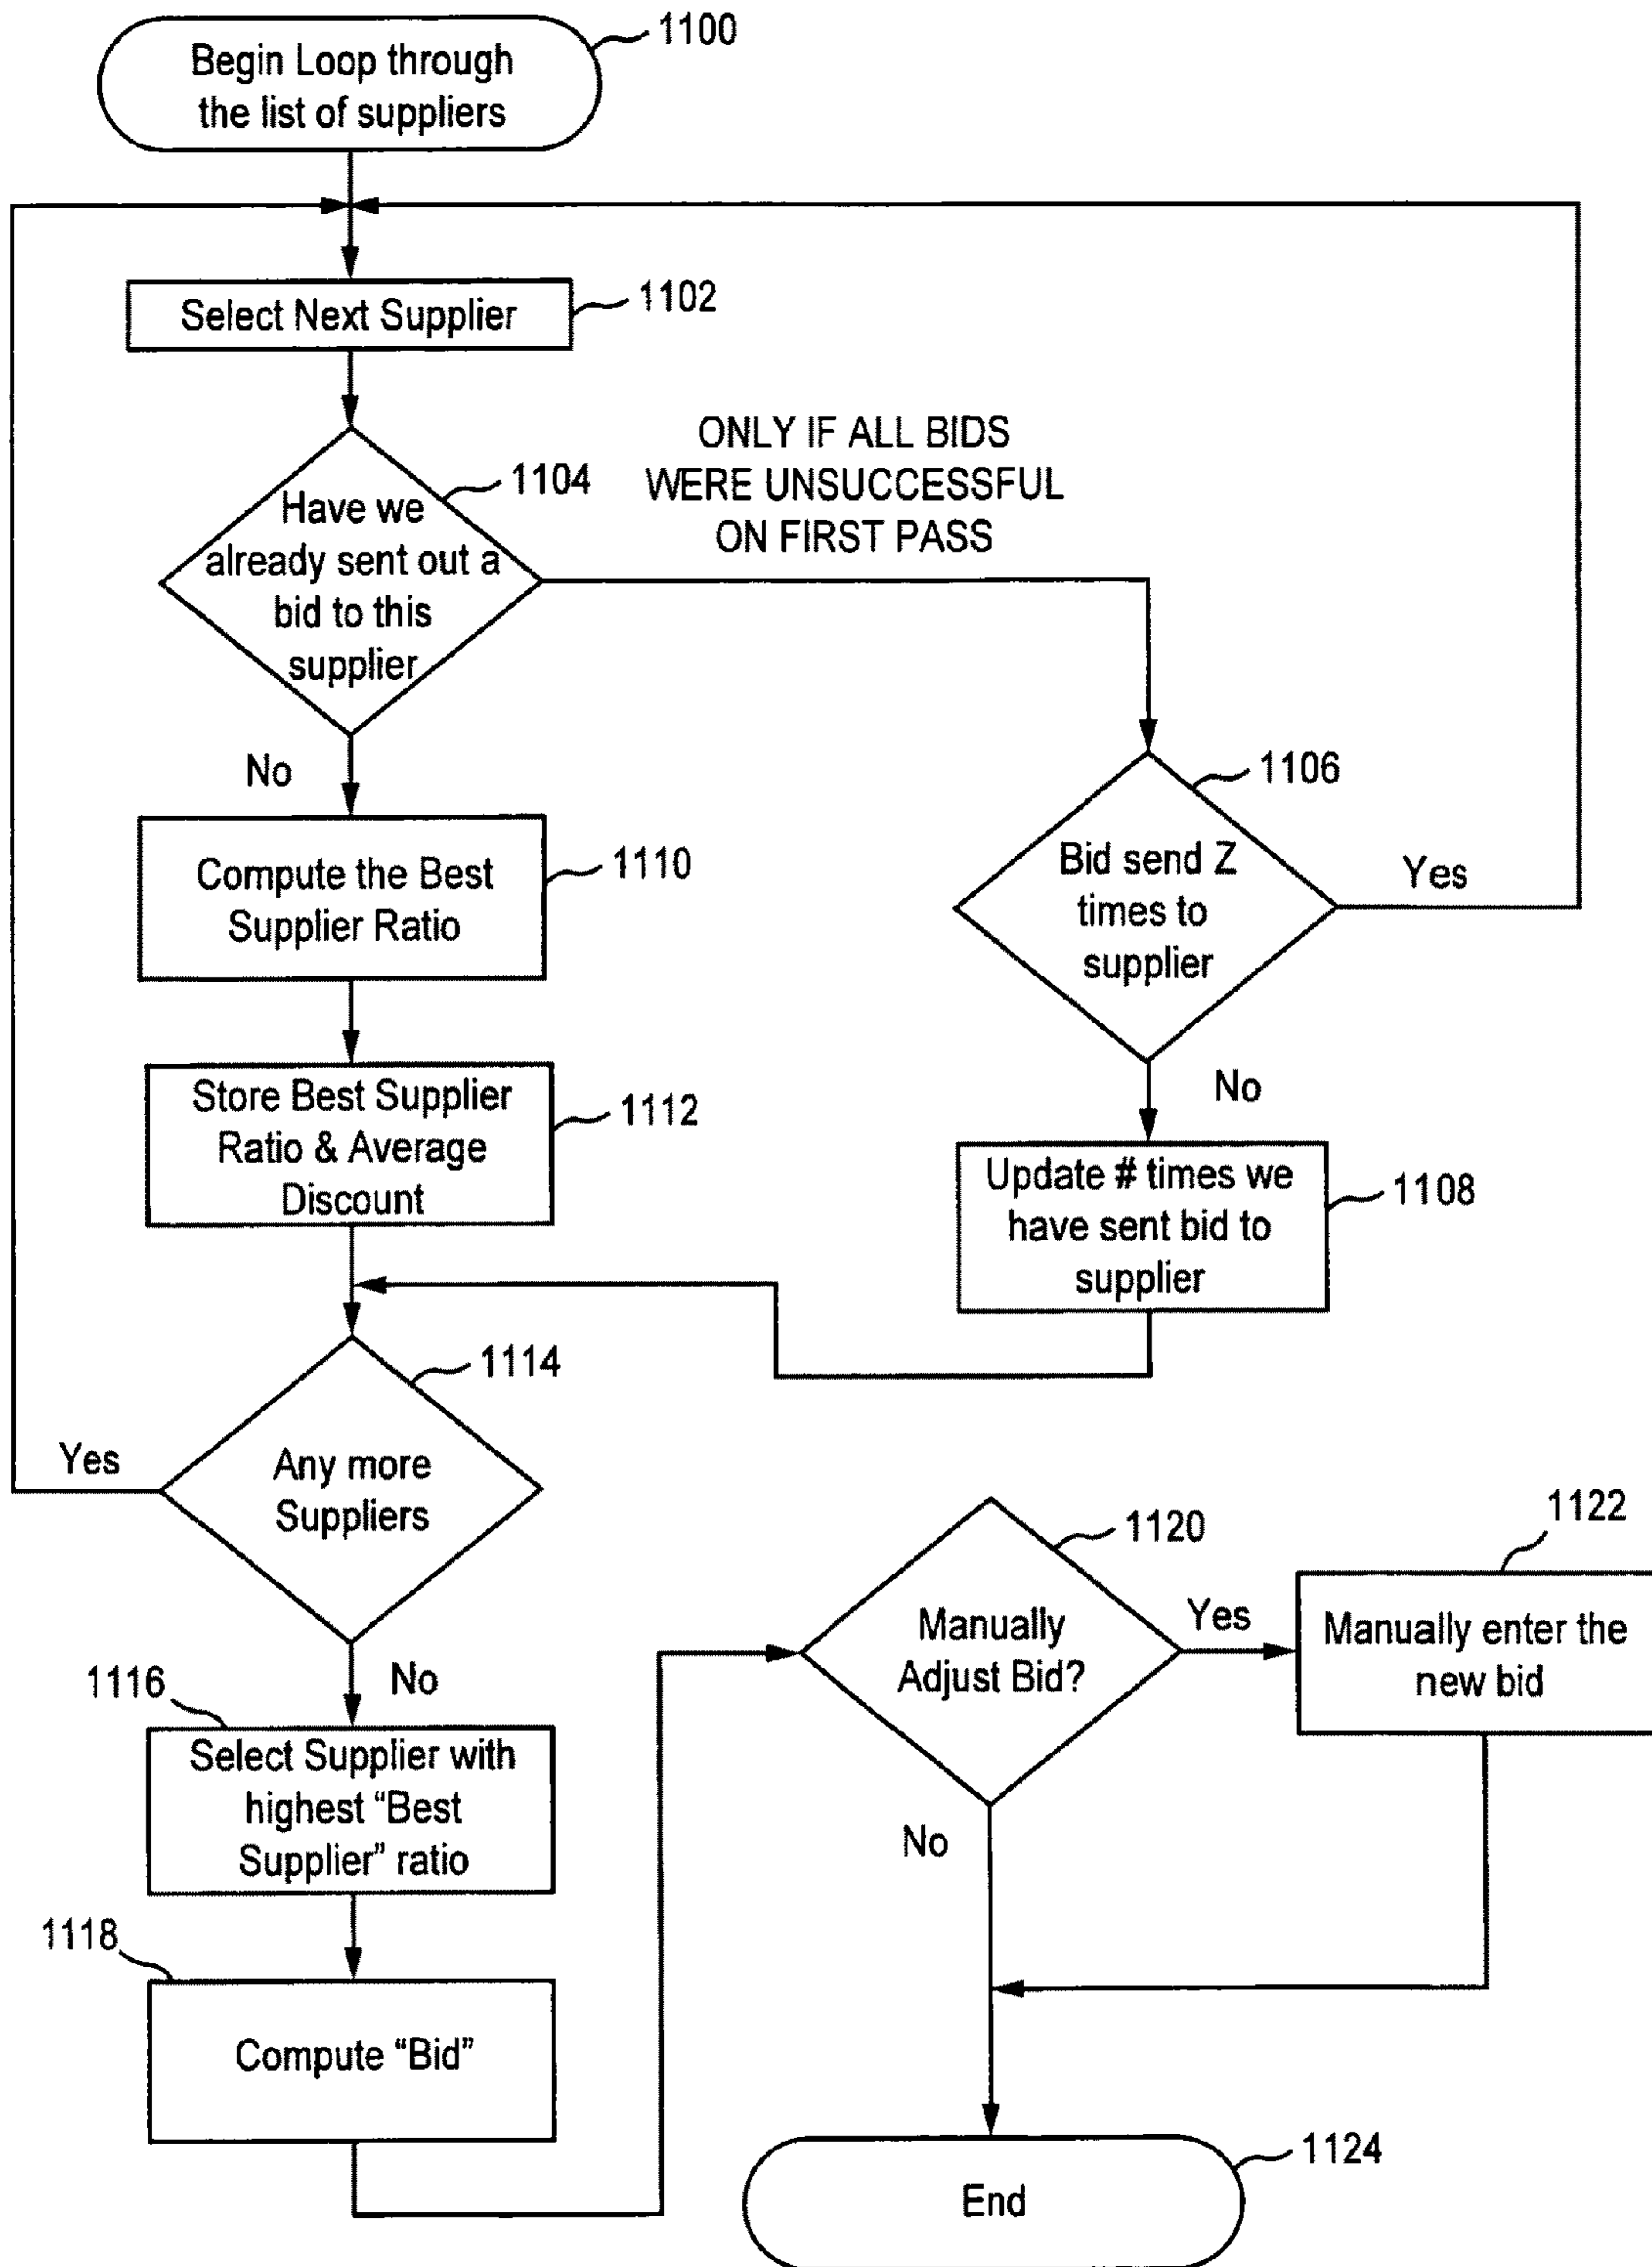 Begin Loop through
the list of suppliers
1100
Select Next Supplier
1102
Have we
already sent out a
bid to this
supplier
1104
ONLY IF ALL BIDS
WERE UNSUCCESSFUL
ON FIRST PASS
No
Bid send Z
times to
supplier
1106
Yes
Compute the Best
Supplier Ratio
1110
No
Store Best Supplier
Ratio & Average
Discount
1112
Update # times we
have sent bid to
supplier
1108
Any more
Suppliers
1114
Yes
No
1116
Select Supplier with
highest “Best
Supplier” ratio
1118
Compute “Bid”
Manually
Adjust Bid?
1120
Yes
1122
Manually enter the
new bid
No
End
1124